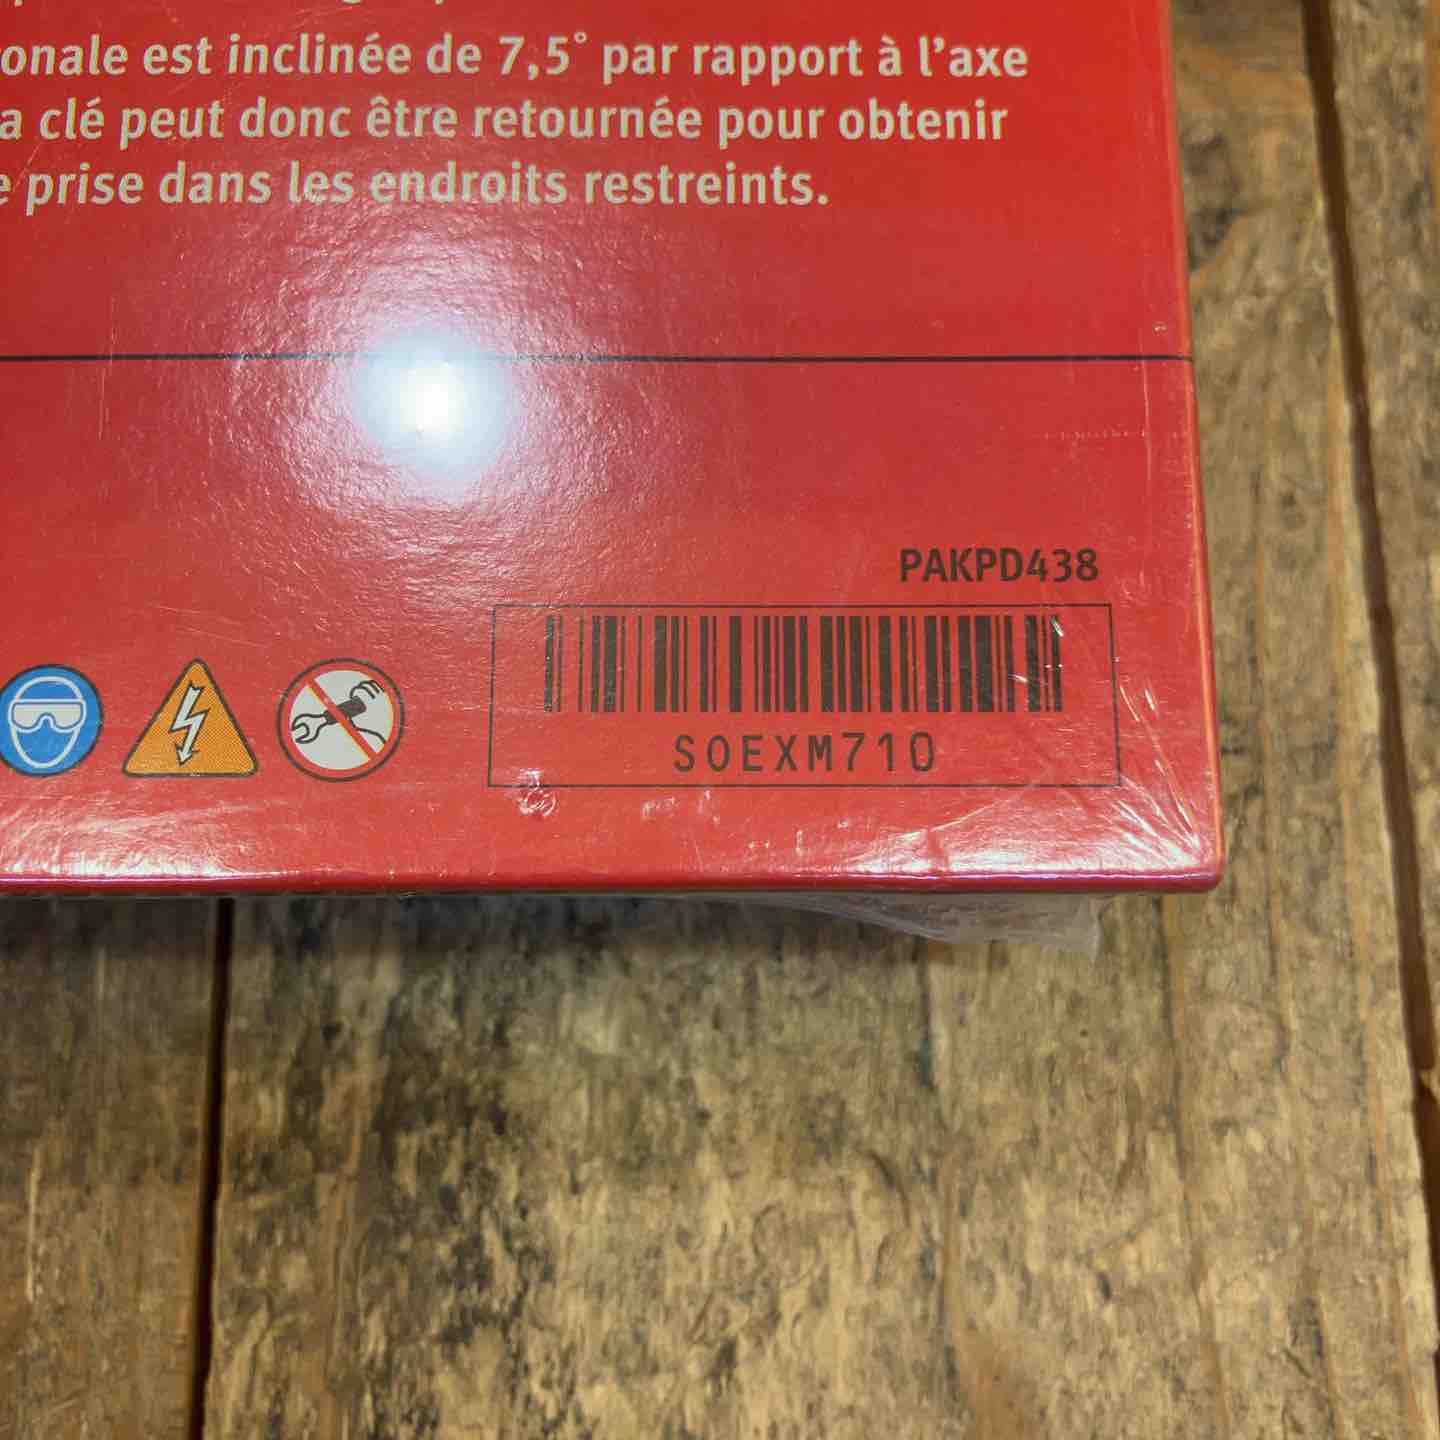 onale est inclinée de 7,5° par rapport à l'axe
a clé peut donc être retournée pour obtenir
e prise dans les endroits restreints.
PAKPD438
SOEXM710